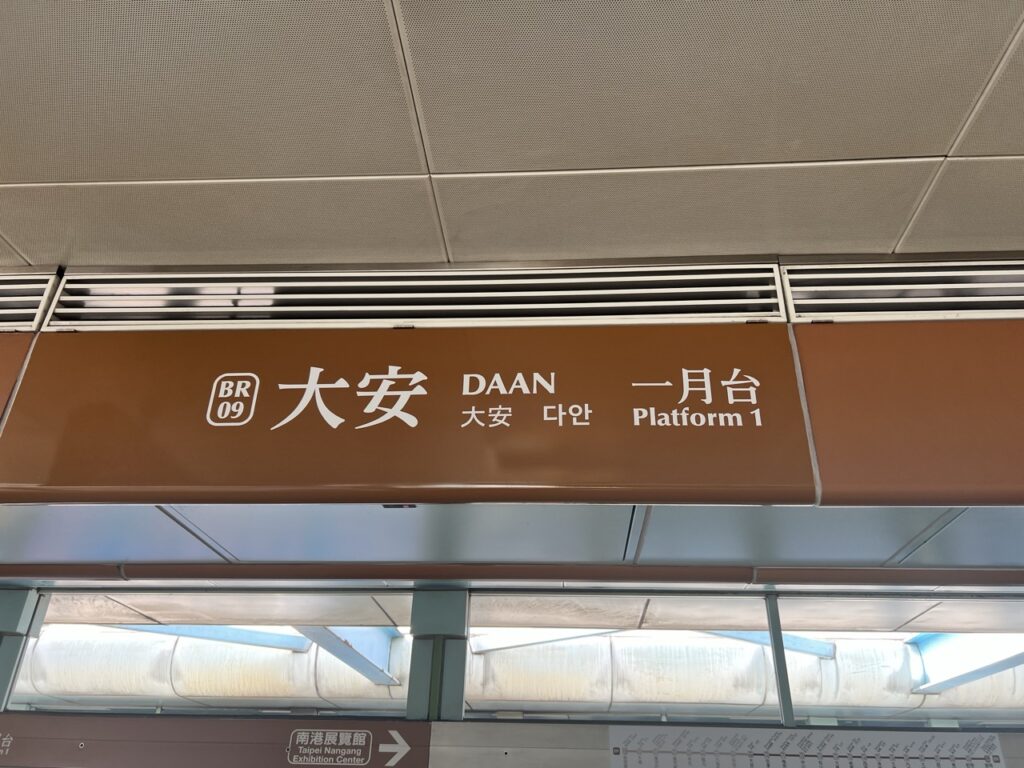 BR
09
大安
DAAN
大安 다안
一月台
Platform 1
南港展覽館
Taipei Nangang
Exhibition Center